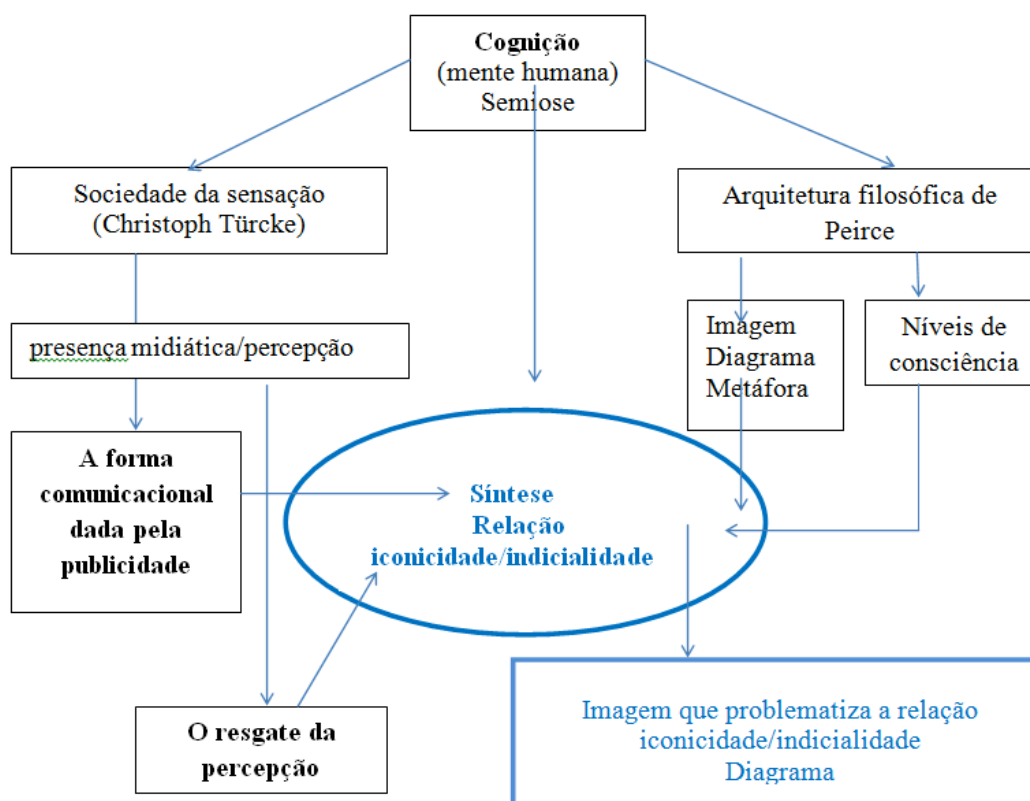 Cognição
(mente humana)
Semiose
Sociedade da sensação
(Christoph Türcke)
Arquitetura filosófica de
Peirce
presença midiática/percepção
Imagem
Diagrama
Metáfora
Níveis de
consciência
A forma
comunicacional
dada pela
publicidade
Síntese
Relação
iconicidade/indicialidade
O resgate da
percepção
Imagem que problematiza a relação
iconicidade/indicialidade
Diagrama